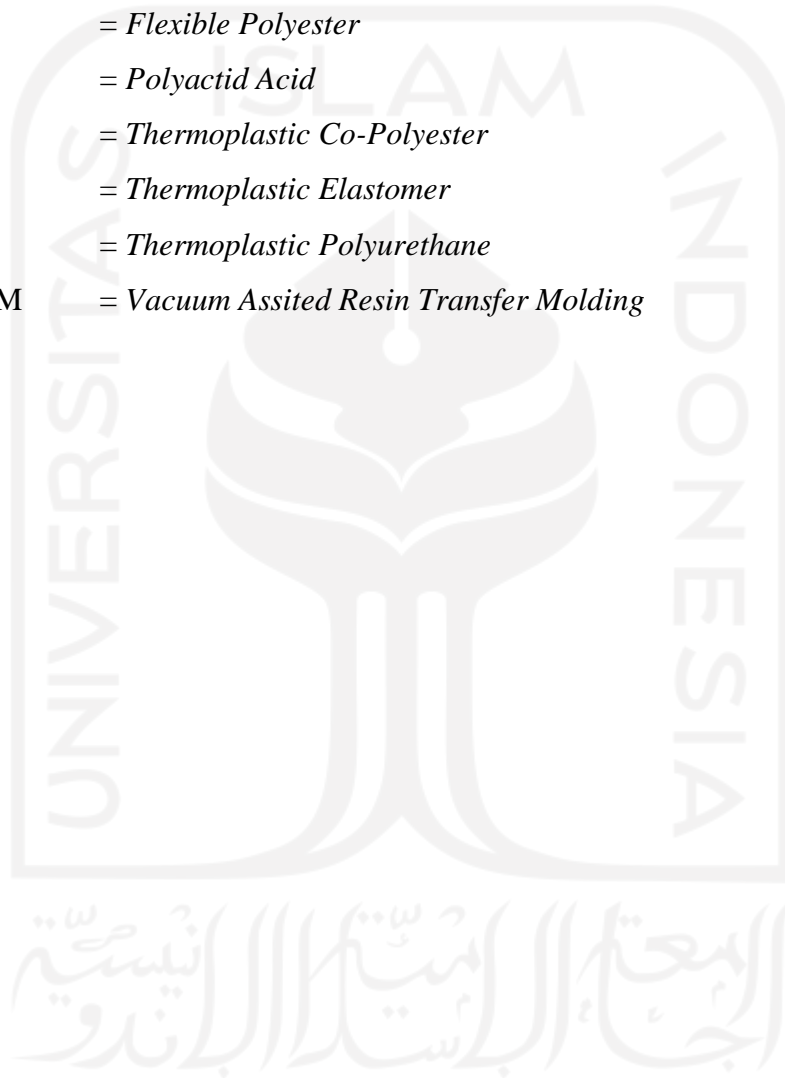 = Flexible Polyester
= Polyactid Acid
= Thermoplastic Co-Polyester
= Thermoplastic Elastomer
= Thermoplastic Polyurethane
M = Vacuum Assited Resin Transfer Molding
ISLAM
UNIVERSITAS
INDONESIA